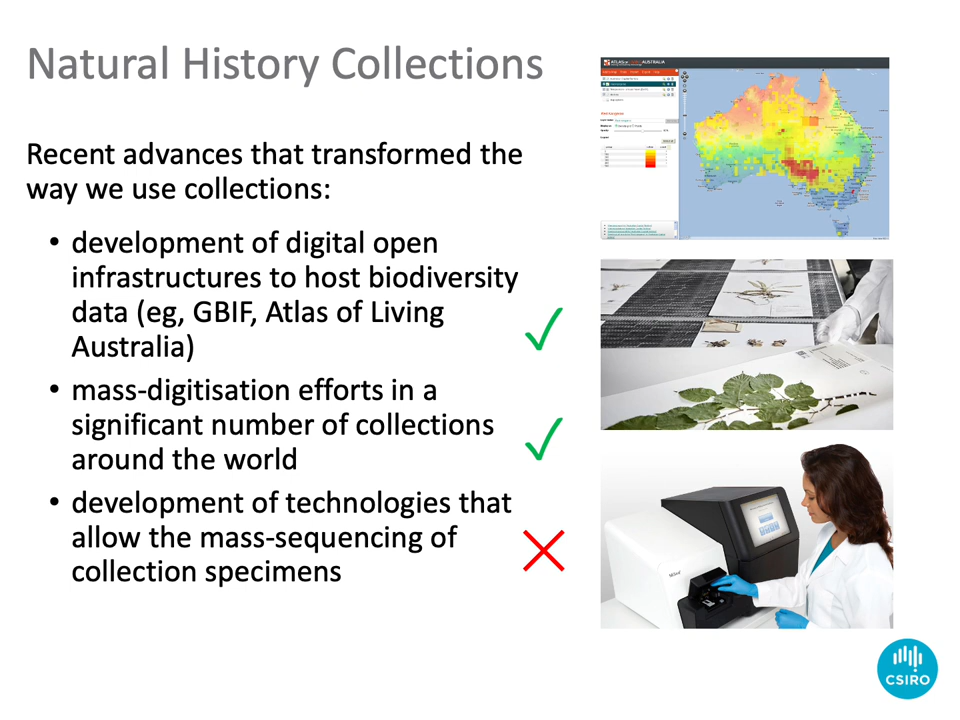 Natural History Collections
Recent advances that transformed the
way we use collections:
• development of digital open
infrastructures to host biodiversity
data (eg, GBIF, Atlas of Living
Australia)
• mass-digitisation efforts in a
significant number of collections
around the world
• development of technologies that
allow the mass-sequencing of
collection specimens
CSIRO